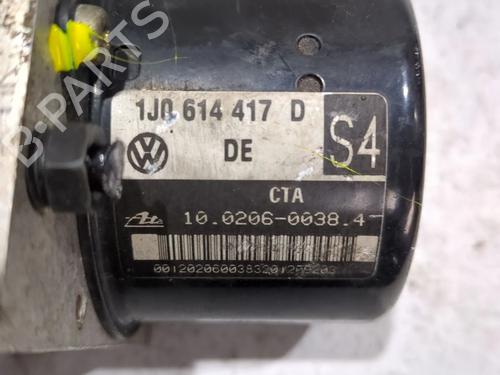 1J0 614 417 D
DE
S4
CTA
10.0206-0038.4
B-PARTS